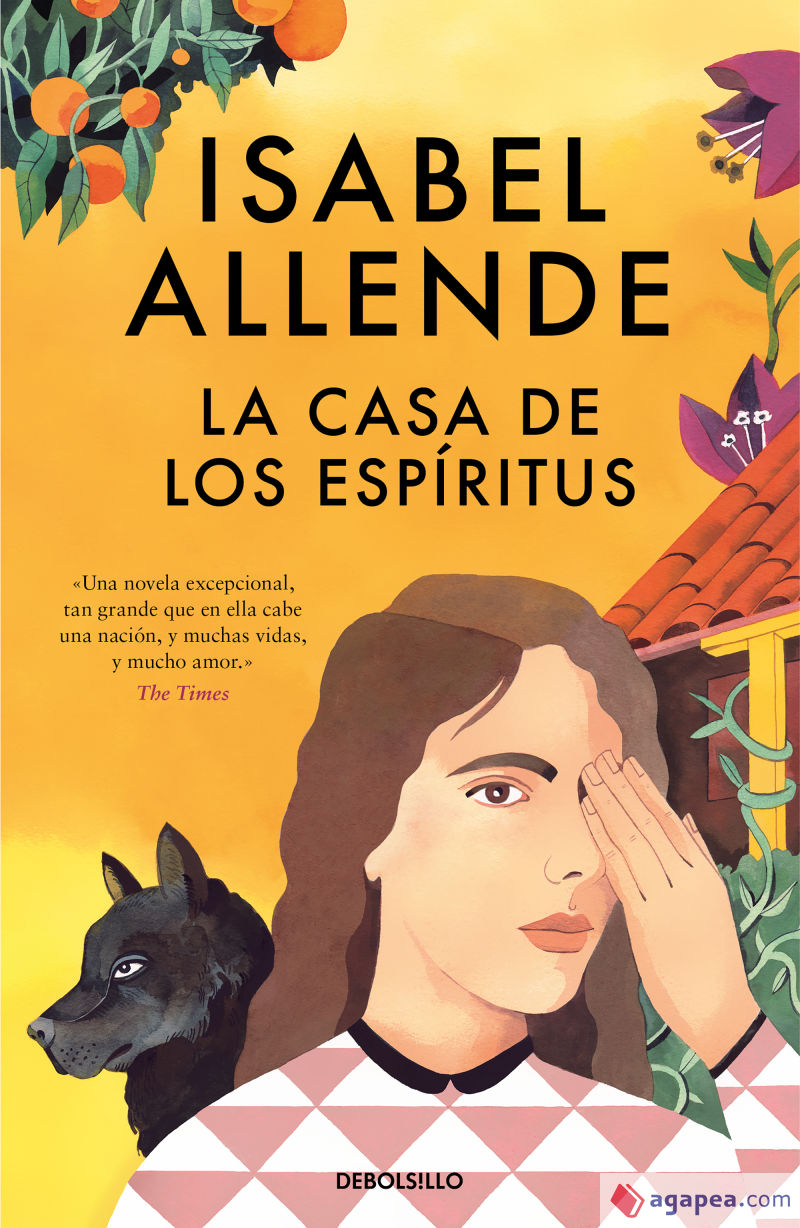 ISABEL
ALLENDE
LA CASA DE
LOS ESPÍRITUS
«Una novela excepcional,
tan grande que en ella cabe
una nación, y muchas vidas,
y mucho amor.»
The Times
DEBOLS!LLO
agapea.com